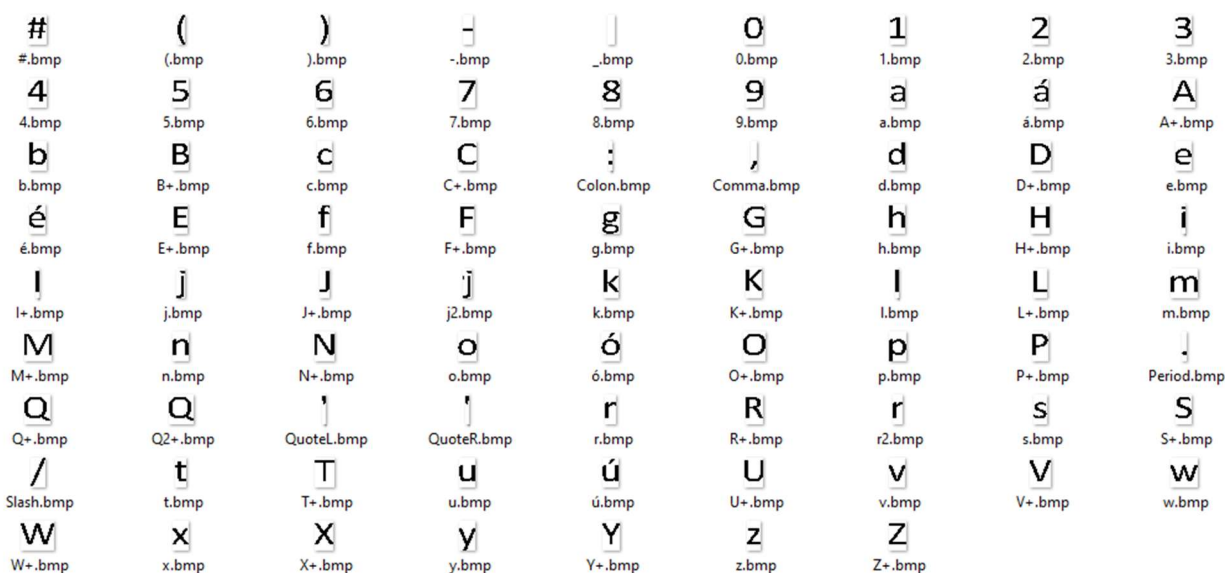 # ( ) - 0 1 2 3
#.bmp (.bmp ).bmp -.bmp _.bmp 0.bmp 1.bmp 2.bmp 3.bmp
4 5 6 7 8 9 a á A
4.bmp 5.bmp 6.bmp 7.bmp 8.bmp 9.bmp a.bmp á.bmp A+.bmp
b B c C : , d D e
b.bmp B+.bmp c.bmp C+.bmp Colon.bmp Comma.bmp d.bmp D+.bmp e.bmp
é E f F g G h H i
é.bmp E+.bmp f.bmp F+.bmp g.bmp G+.bmp h.bmp H+.bmp i.bmp
I j J j k K l L m
I+.bmp j.bmp J+.bmp j2.bmp k.bmp K+.bmp l.bmp L+.bmp m.bmp
M n N o ó O p P .
M+.bmp n.bmp N+.bmp o.bmp ó.bmp O+.bmp p.bmp P+.bmp Period.bmp
Q Q ' ' r R r s S
Q+.bmp Q2+.bmp QuoteL.bmp QuoteR.bmp r.bmp R+.bmp r2.bmp s.bmp S+.bmp
/ t T u ú U v V w
Slash.bmp t.bmp T+.bmp u.bmp ú.bmp U+.bmp v.bmp V+.bmp w.bmp
W x X y Y z Z
W+.bmp x.bmp X+.bmp y.bmp Y+.bmp z.bmp Z+.bmp